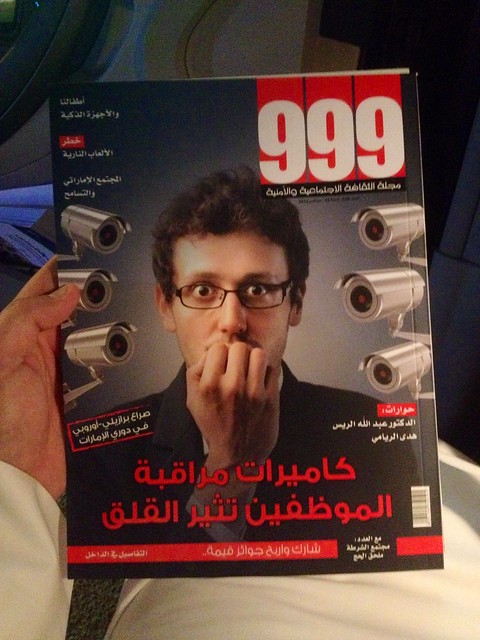 999
مجلة الثقافة الاجتماعية والأمنية
أطفالنا
والأجهزة الذكية
خطر
الألعاب النارية
المجتمع الإماراتي
والتسامح
حوارات:
الدكتور عبد الله الريس
هدى الريامي
صراع برازيلي-أوروبي
في دوري الإمارات
كاميرات مراقبة
الموظفين تثير القلق
مع العدد:
مجتمع الشرطة
ملحق الحج
شارك واربح جوائز قيمة..
التفاصيل في الداخل